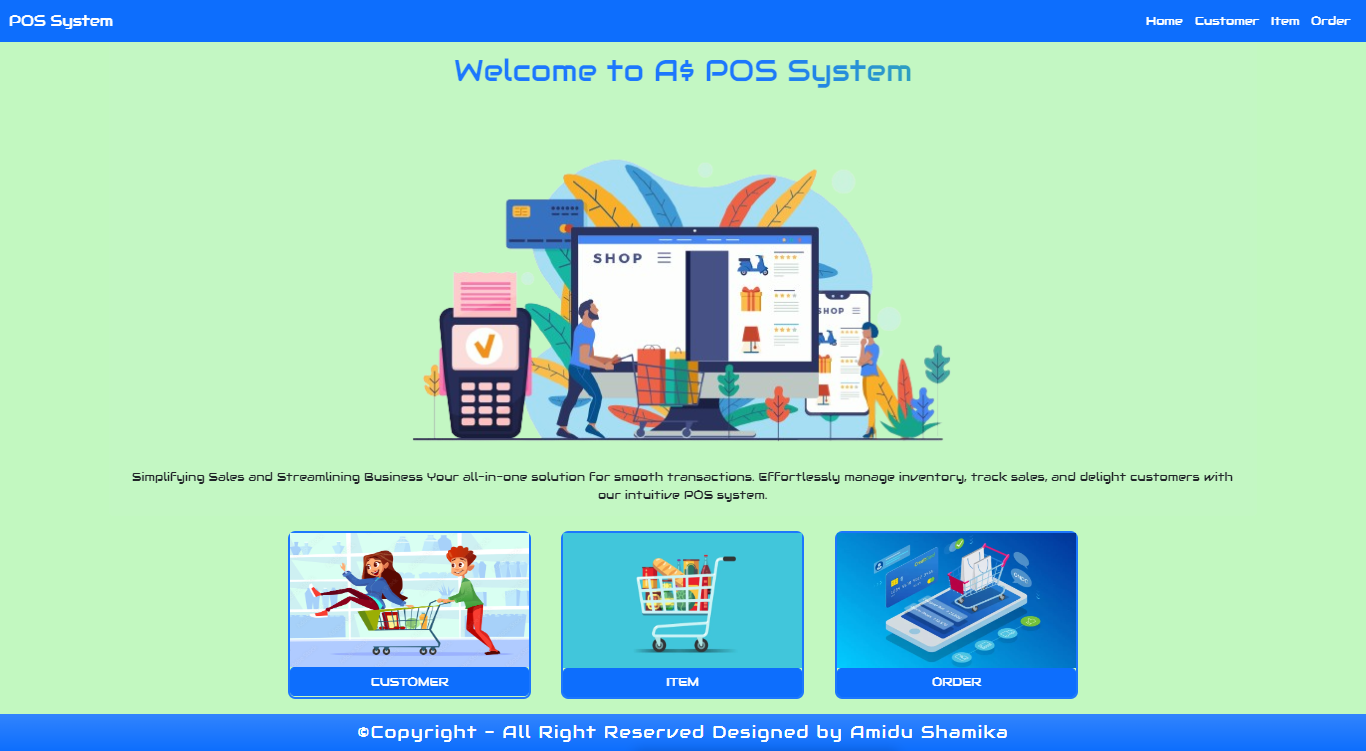 POS System
Home Customer Item Order
Welcome to A$ POS System
SHOP
SHOP
Simplifying Sales and Streamlining Business Your all-in-one solution for smooth transactions. Effortlessly manage inventory, track sales, and delight customers with
our intuitive POS system.
CUSTOMER
ITEM
ORDER
©Copyright - All Right Reserved Designed by Amidu Shamika